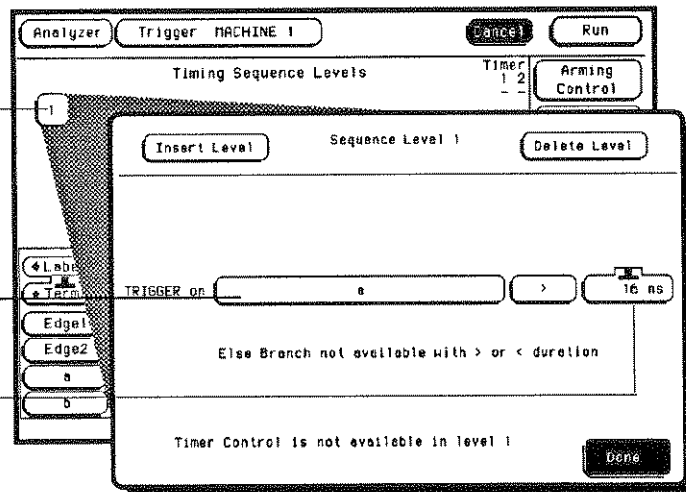 Analyzer Trigger MACHINE 1 Cancel Run
Timing Sequence Levels
Timer
1 2
- -
Arming
Control
1
Insert Level Sequence Level 1 Delete Level
Labe
Term
TRIGGER on a > 16 ns
Edge1
Edge2
Else Branch not available with > or < duration
a
b
Timer Control is not available in level 1
Done